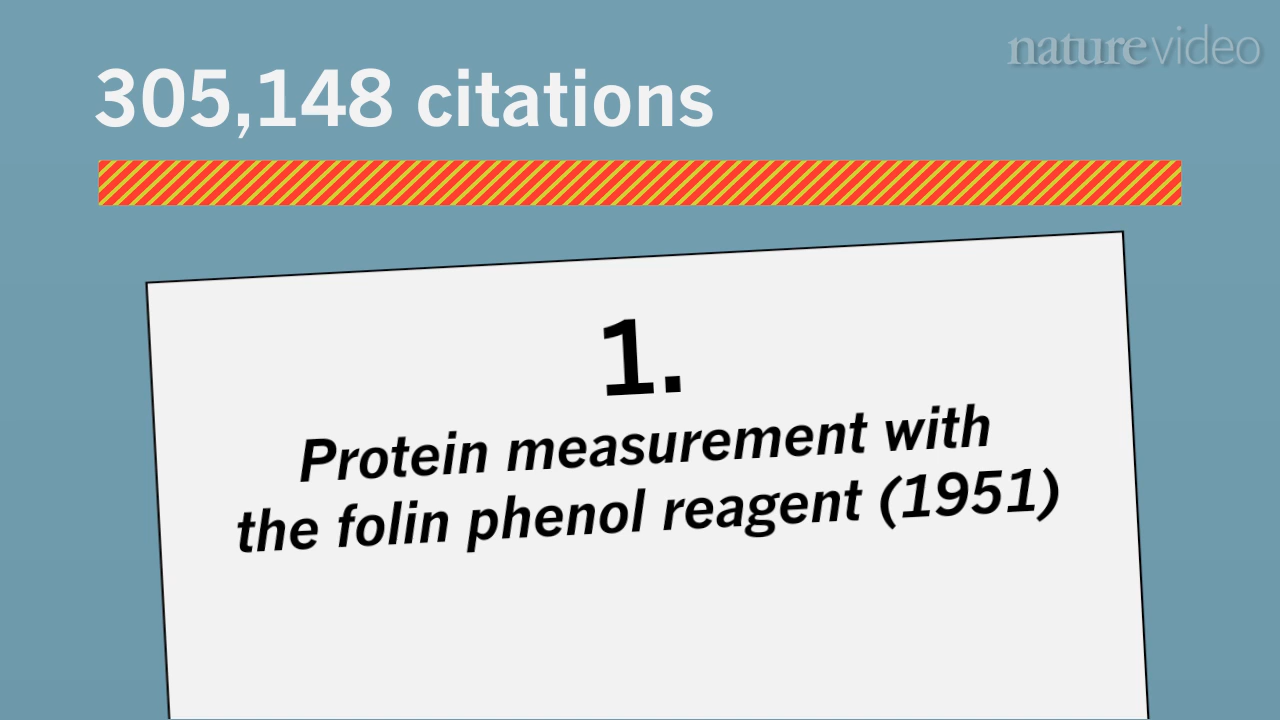 naturevideo
305,148 citations
1.
Protein measurement with
the folin phenol reagent (1951)